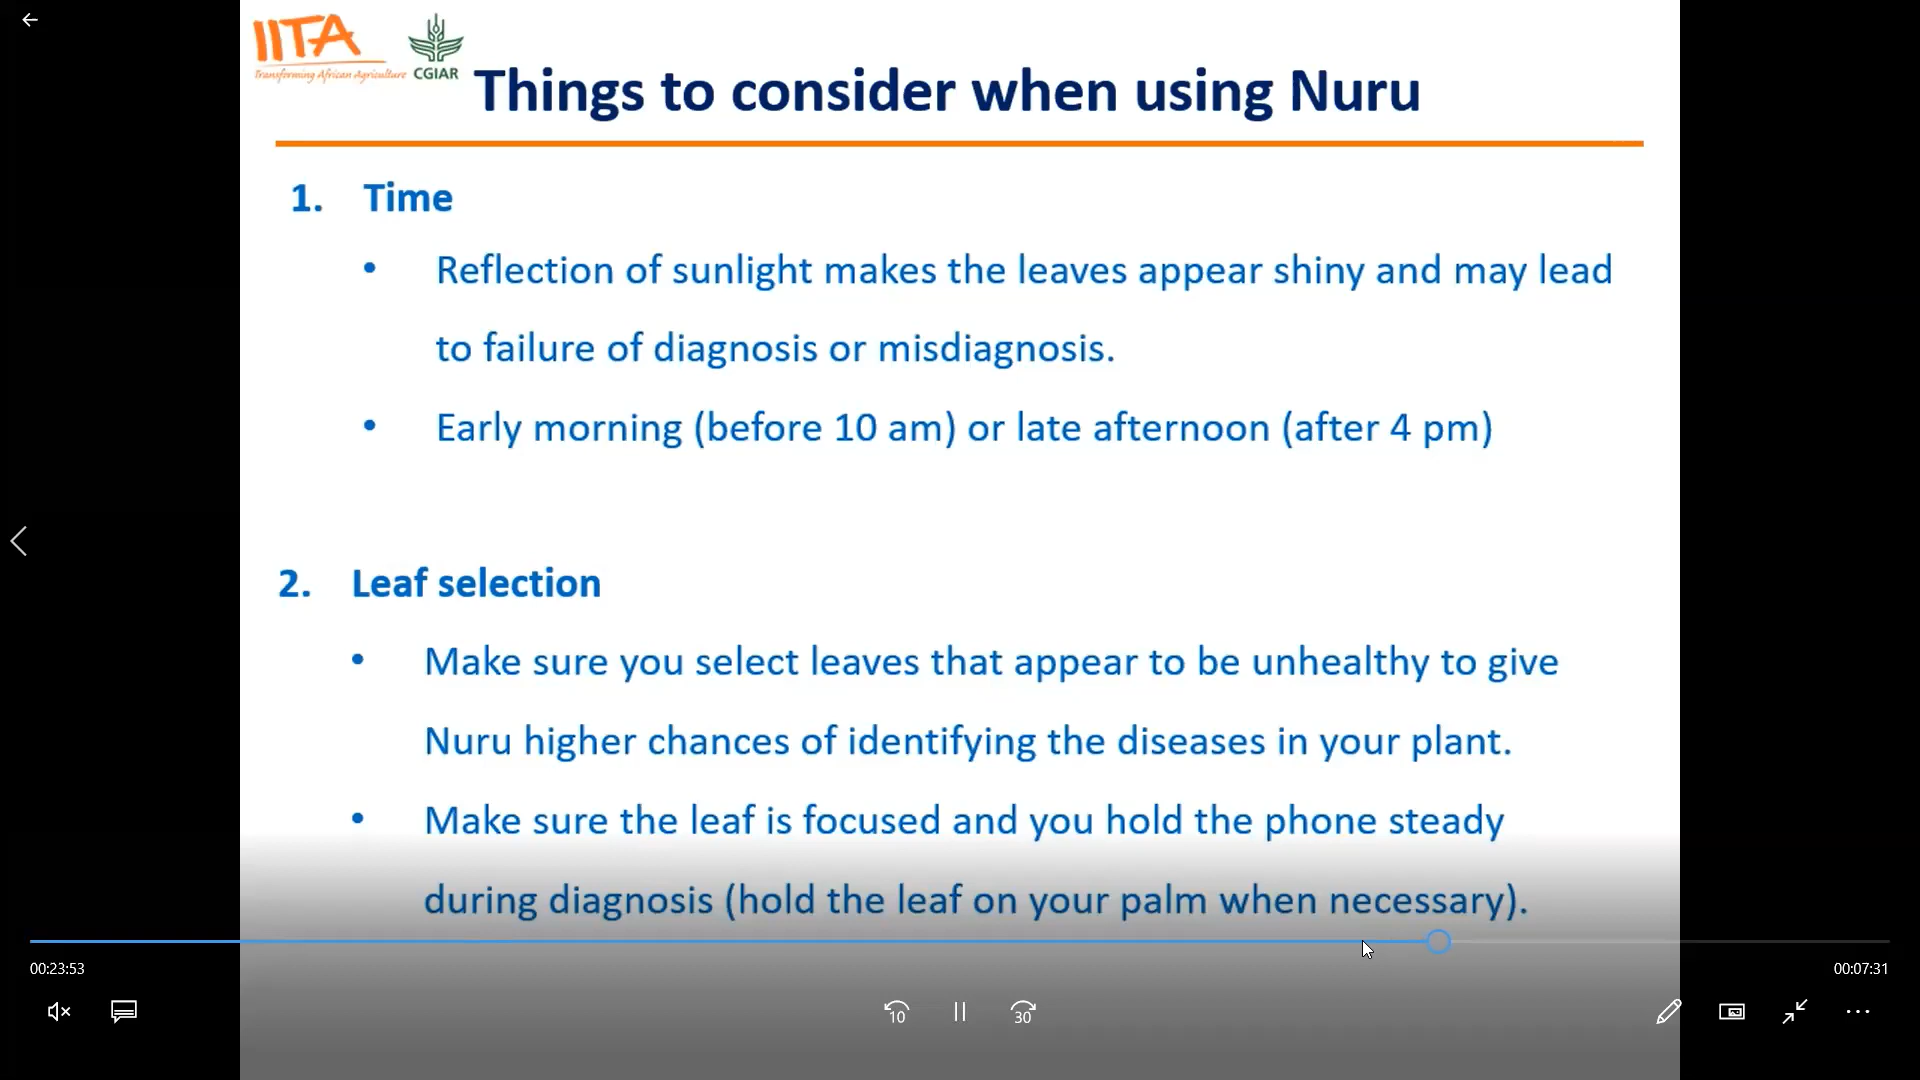 IITA
Transforming African Agriculture
CGIAR
Things to consider when using Nuru
1. Time
• Reflection of sunlight makes the leaves appear shiny and may lead
to failure of diagnosis or misdiagnosis.
• Early morning (before 10 am) or late afternoon (after 4 pm)
2. Leaf selection
• Make sure you select leaves that appear to be unhealthy to give
Nuru higher chances of identifying the diseases in your plant.
• Make sure the leaf is focused and you hold the phone steady
during diagnosis (hold the leaf on your palm when necessary).
00:23:53
00:07:31
10
30